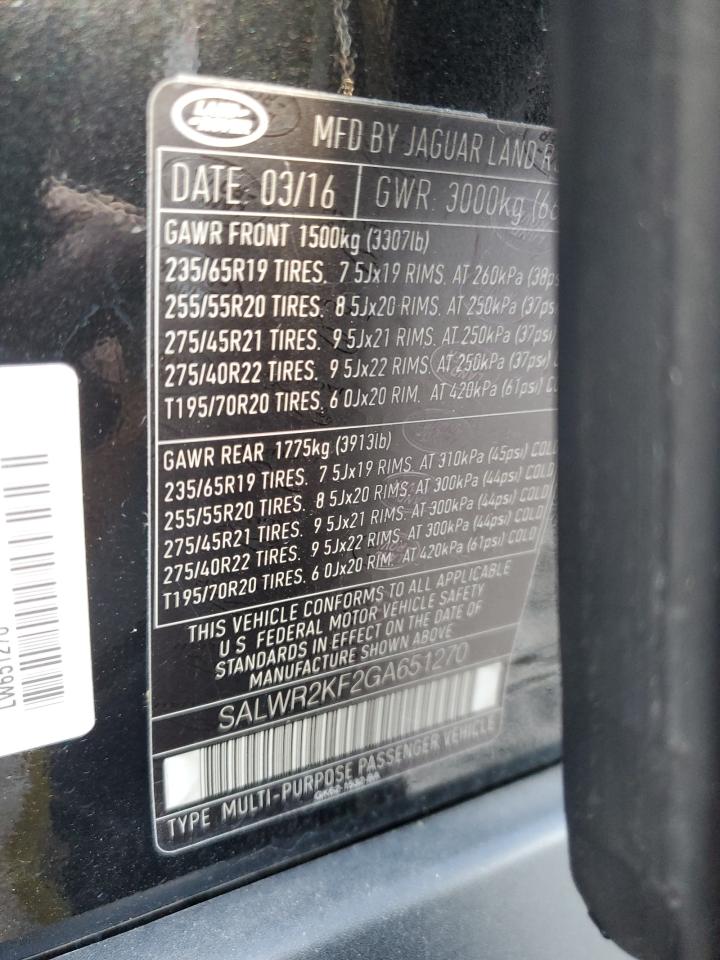 LAND
ROVER
MFD BY JAGUAR LAND
DATE: 03/16 GWR: 3000kg
GAWR FRONT 1500kg (3307lb)
235/65R19 TIRES. 7 5Jx19 RIMS. AT 260kPa (38ps
255/55R20 TIRES. 8 5Jx20 RIMS. AT 250kPa (37ps
275/45R21 TIRES. 9 5Jx21 RIMS. AT 250kPa (37psi)
275/40R22 TIRES. 9 5Jx22 RIMS. AT 250kPa (37psi)
T195/70R20 TIRES. 6 0Jx20 RIM. AT 420kPa (61psi) C
GAWR REAR 1775kg (3913lb)
235/65R19 TIRES. 7 5Jx19 RIMS. AT 310kPa (45psi) COLD
255/55R20 TIRES. 8 5Jx20 RIMS. AT 300kPa (44psi) COLD
275/45R21 TIRES. 9 5Jx21 RIMS. AT 300kPa (44psi) COLD
275/40R22 TIRES. 9 5Jx22 RIMS. AT 300kPa (44psi) COLD
T195/70R20 TIRES. 6 0Jx20 RIM. AT 420kPa (61psi) COLD
THIS VEHICLE CONFORMS TO ALL APPLICABLE
U S FEDERAL MOTOR VEHICLE SAFETY
STANDARDS IN EFFECT ON THE DATE OF
MANUFACTURE SHOWN ABOVE
SALWR2KF2GA651270
TYPE MULTI-PURPOSE PASSENGER VEHICLE
LW651270